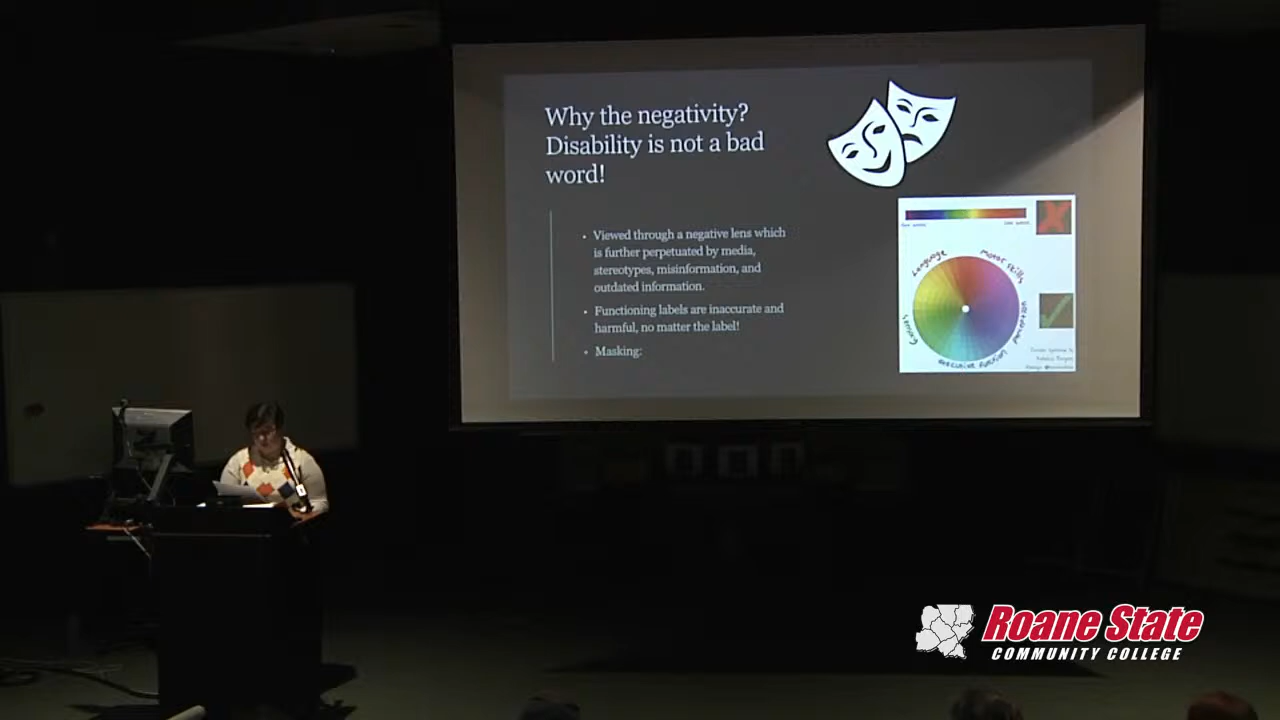 Why the negativity?
Disability is not a bad
word!
Viewed through a negative lens which
is further perpetuated by media,
stereotypes, misinformation, and
outdated information.
Functioning labels are inaccurate and
harmful, no matter the label!
Masking:
Language
Motor skills
perception
executive function
Sensory
Roane State
COMMUNITY COLLEGE